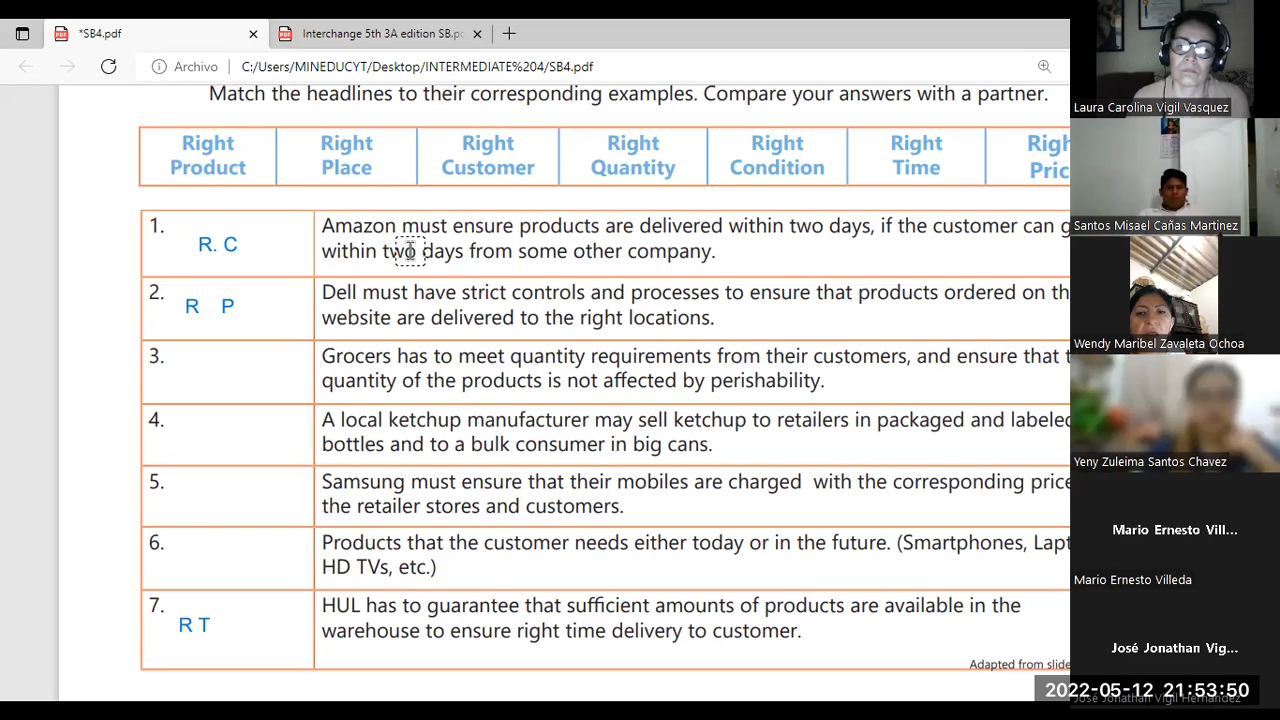 *SB4.pdf
Interchange 5th 3A edition SB.pc
Archivo
C:/Users/MINEDUCYT/Desktop/INTERMEDIATE%204/SB4.pdf
Match the headlines to their corresponding examples. Compare your answers with a partner.
Right Product
Right Place
Right Customer
Right Quantity
Right Condition
Right Time
Righ
Pric
1.
R. C
Amazon must ensure products are delivered within two days, if the customer can g
within two days from some other company.
2.
R P
Dell must have strict controls and processes to ensure that products ordered on th
website are delivered to the right locations.
3.
Grocers has to meet quantity requirements from their customers, and ensure that t
quantity of the products is not affected by perishability.
4.
A local ketchup manufacturer may sell ketchup to retailers in packaged and labeled
bottles and to a bulk consumer in big cans.
5.
Samsung must ensure that their mobiles are charged with the corresponding price
the retailer stores and customers.
6.
Products that the customer needs either today or in the future. (Smartphones, Lapt
HD TVs, etc.)
7.
R T
HUL has to guarantee that sufficient amounts of products are available in the
warehouse to ensure right time delivery to customer.
Adapted from slide
Laura Carolina Vigil Vasquez
Santos Misael Cañas Martinez
Wendy Maribel Zavaleta Ochoa
Yeny Zuleima Santos Chavez
Mario Ernesto Vill...
Mario Ernesto Villeda
José Jonathan Vig...
José Jonathan Vigil Hernandez
2022-05-12 21:53:50